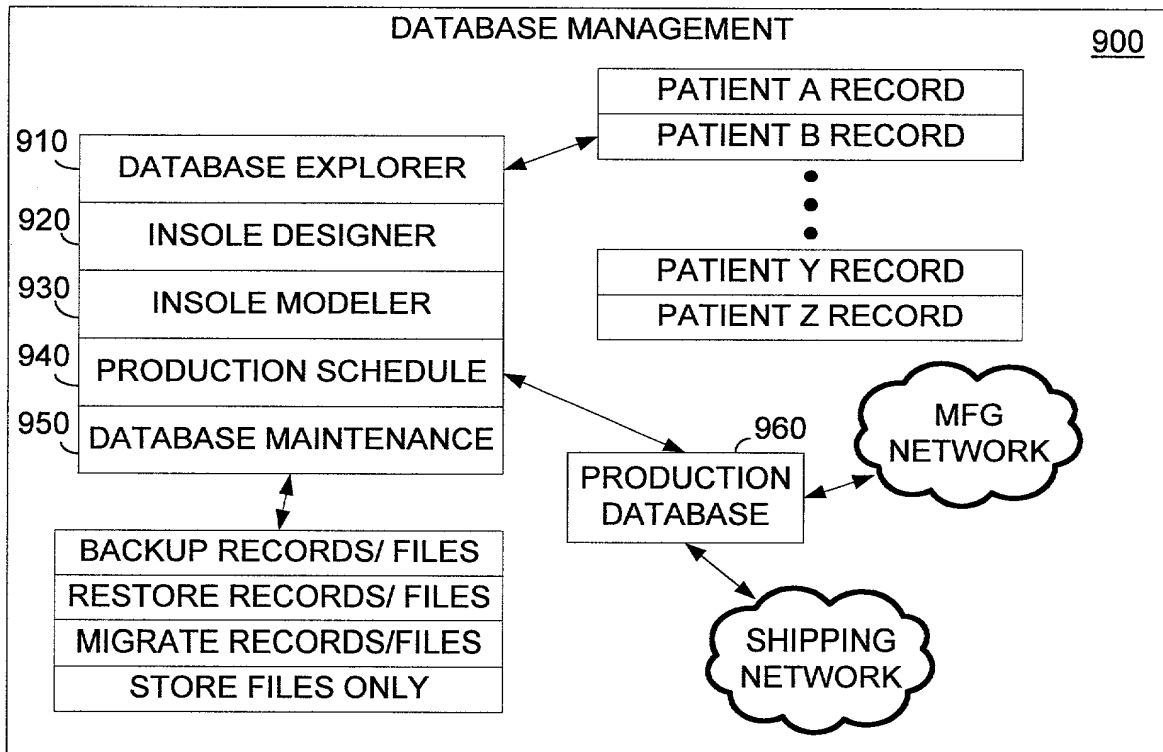 DATABASE MANAGEMENT
900
PATIENT A RECORD
PATIENT B RECORD
PATIENT Y RECORD
PATIENT Z RECORD
910
DATABASE EXPLORER
920
INSOLE DESIGNER
930
INSOLE MODELER
940
PRODUCTION SCHEDULE
950
DATABASE MAINTENANCE
BACKUP RECORDS/ FILES
RESTORE RECORDS/ FILES
MIGRATE RECORDS/FILES
STORE FILES ONLY
960
PRODUCTION
DATABASE
MFG
NETWORK
SHIPPING
NETWORK